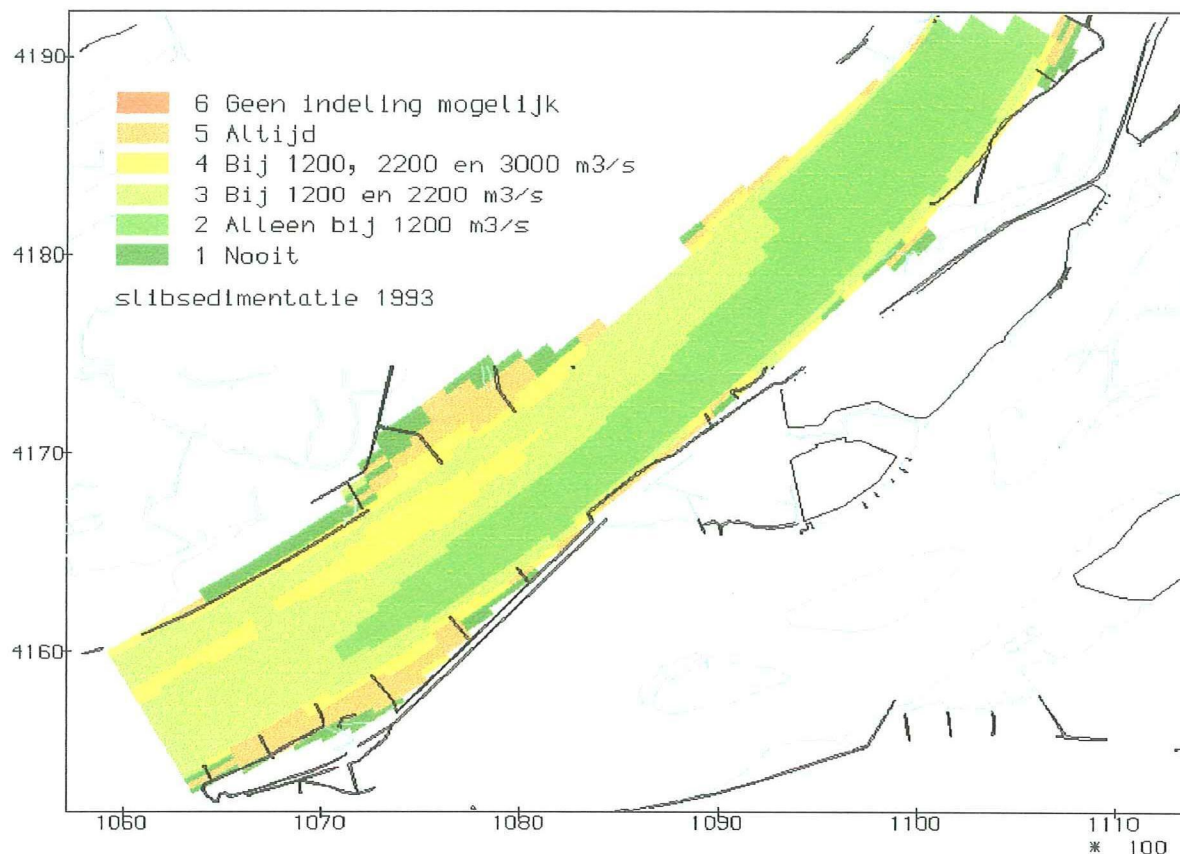 4190
6 Geen indeling mogelijk
5 Altijd
4 Bij 1200, 2200 en 3000 m3/s
3 Bij 1200 en 2200 m3/s
2 Alleen bij 1200 m3/s
1 Nooit
slibsedimentatie 1993
4180
4170
4160
1060 1070 1080 1090 1100 1110
* 100